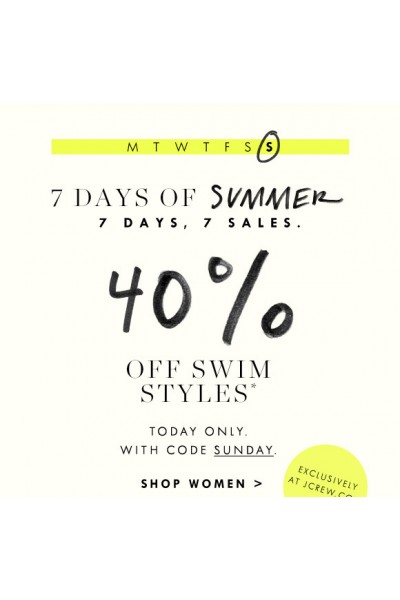 M T W T F S S
7 DAYS OF SUMMER
7 DAYS, 7 SALES.
40%
OFF SWIM
STYLES*
TODAY ONLY.
WITH CODE SUNDAY.
SHOP WOMEN >
EXCLUSIVELY
AT JCREW.CO